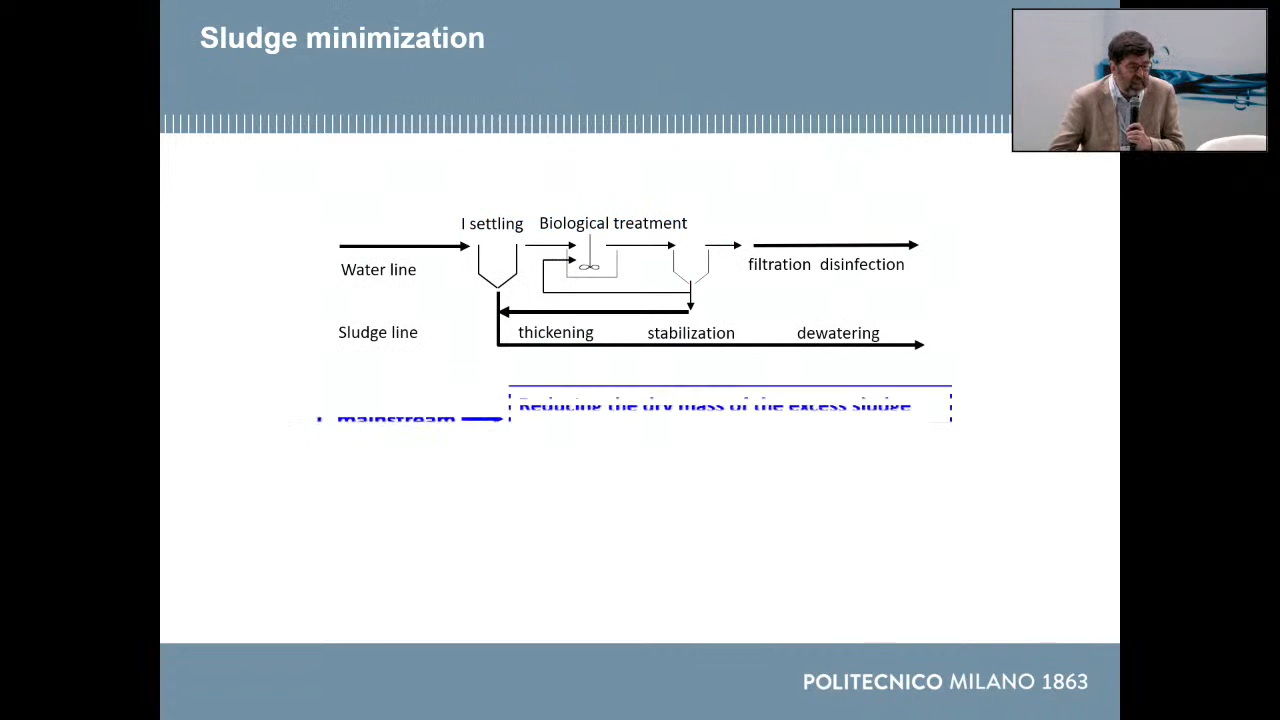 Sludge minimization
I settling Biological treatment
Water line
filtration disinfection
Sludge line
thickening stabilization dewatering
Reducing the dry mass of the excess sludge
mainstream
POLITECNICO MILANO 1863